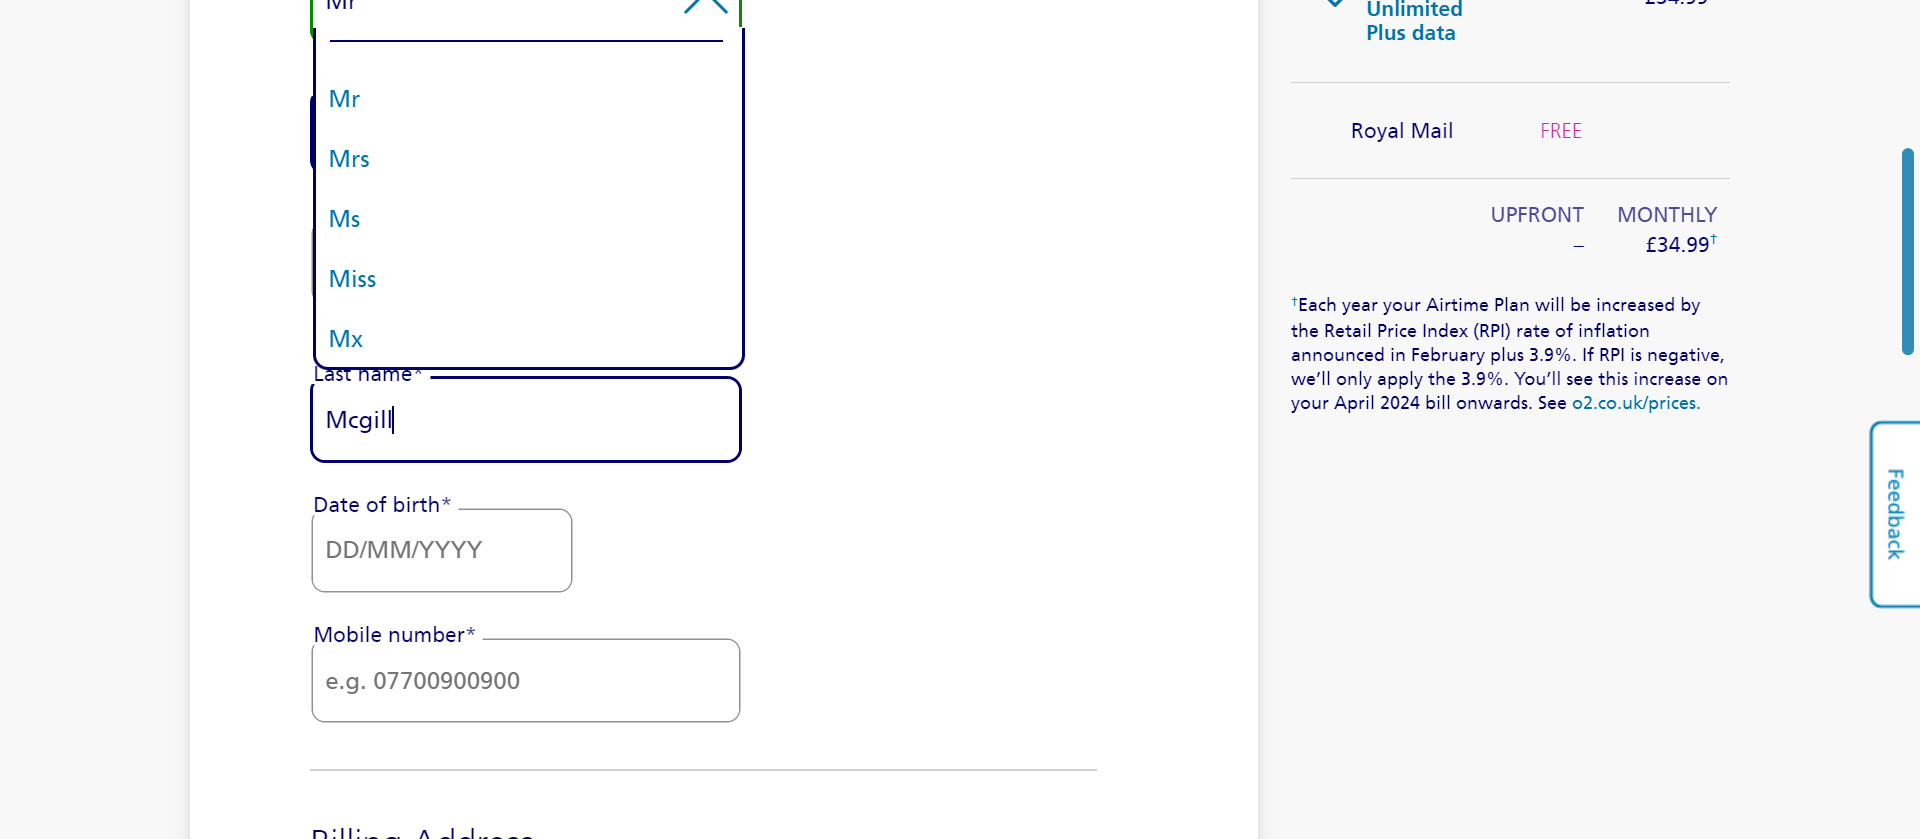 Mr
Mr
Mrs
Ms
Miss
Mx
Last name*
Mcgill
Date of birth*
DD/MM/YYYY
Mobile number*
e.g. 07700900900
Billing Address
Unlimited
Plus data
£34.99
Royal Mail FREE
UPFRONT MONTHLY
– £34.99†
†Each year your Airtime Plan will be increased by
the Retail Price Index (RPI) rate of inflation
announced in February plus 3.9%. If RPI is negative,
we’ll only apply the 3.9%. You’ll see this increase on
your April 2024 bill onwards. See o2.co.uk/prices.
Feedback